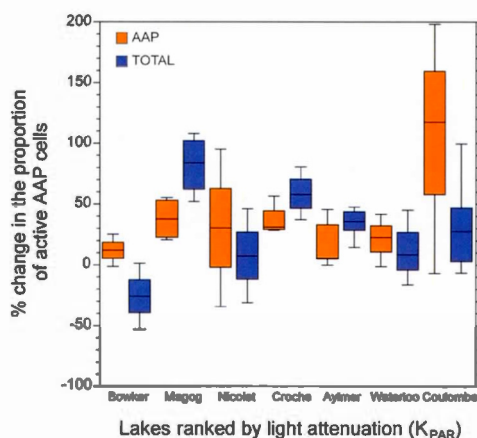 200
150
100
50
0
-50
-100
% change in the proportion
of active AAP cells
AAP
TOTAL
Bowker Magog Nicolet Croche Aylmer Waterloo Coulombe
Lakes ranked by light attenuation (KPAR)